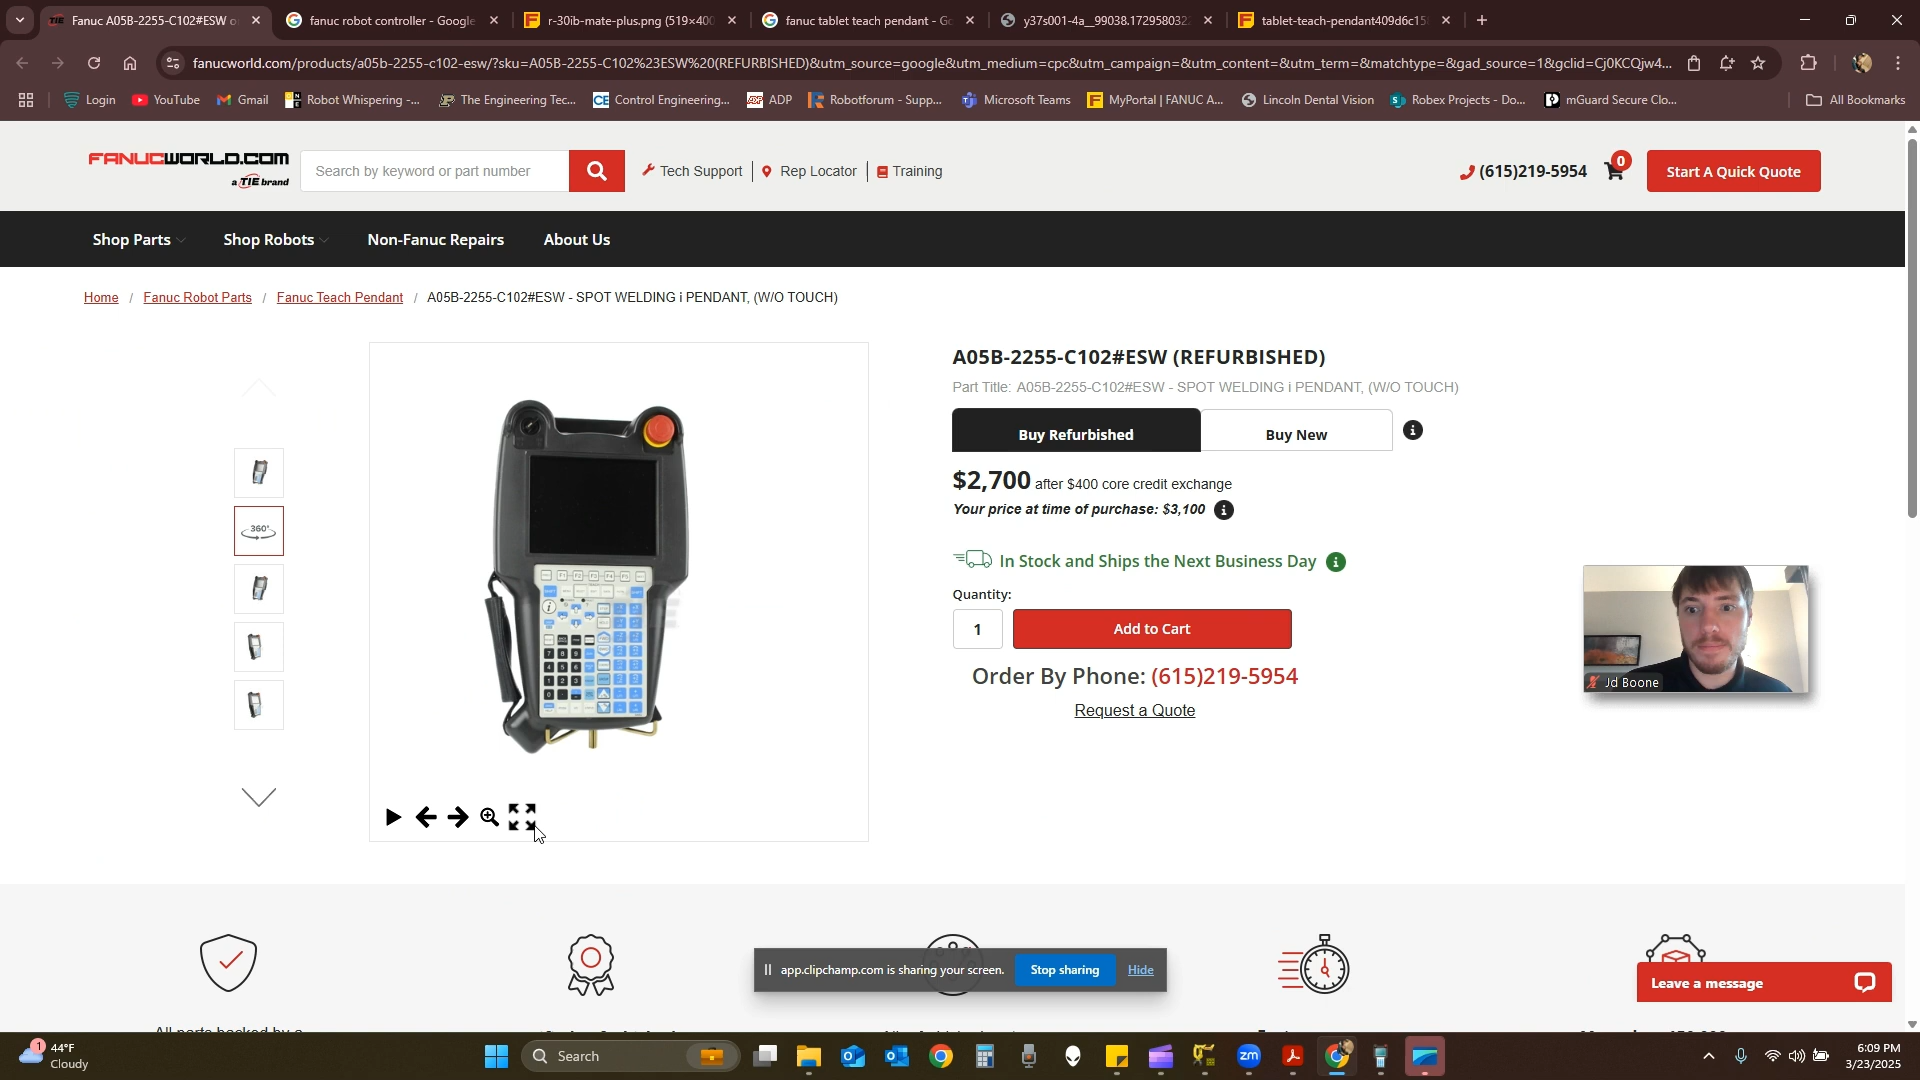 Fanuc A05B-2255-C102#ESW o
fanuc robot controller - Google
r-30ib-mate-plus.png (519×400
fanuc tablet teach pendant - Go
y37s001-4a__99038.172958032
tablet-teach-pendant409d6c15
fanucworld.com/products/a05b-2255-c102-esw/?sku=A05B-2255-C102%23ESW%20(REFURBISHED)&utm_source=google&utm_medium=cpc&utm_campaign=&utm_content=&utm_term=&matchtype=&gad_source=1&gclid=Cj0KCQjw4...
Login
YouTube
Gmail
Robot Whispering -...
The Engineering Tec...
Control Engineering...
ADP
Robotforum - Supp...
Microsoft Teams
MyPortal | FANUC A...
Lincoln Dental Vision
Robex Projects - Do...
mGuard Secure Clo...
All Bookmarks
FANUCWORLD.COM
a TIE brand
Search by keyword or part number
Tech Support
Rep Locator
Training
(615)219-5954
0
Start A Quick Quote
Shop Parts
Shop Robots
Non-Fanuc Repairs
About Us
Home / Fanuc Robot Parts / Fanuc Teach Pendant / A05B-2255-C102#ESW - SPOT WELDING i PENDANT, (W/O TOUCH)
360°
A05B-2255-C102#ESW (REFURBISHED)
Part Title: A05B-2255-C102#ESW - SPOT WELDING i PENDANT, (W/O TOUCH)
Buy Refurbished
Buy New
$2,700 after $400 core credit exchange
Your price at time of purchase: $3,100
In Stock and Ships the Next Business Day
Quantity:
1
Add to Cart
Order By Phone: (615)219-5954
Request a Quote
Jd Boone
app.clipchamp.com is sharing your screen.
Stop sharing
Hide
Leave a message
All parts backed by a
1
44°F
Cloudy
Search
zm
6:09 PM
3/23/2025